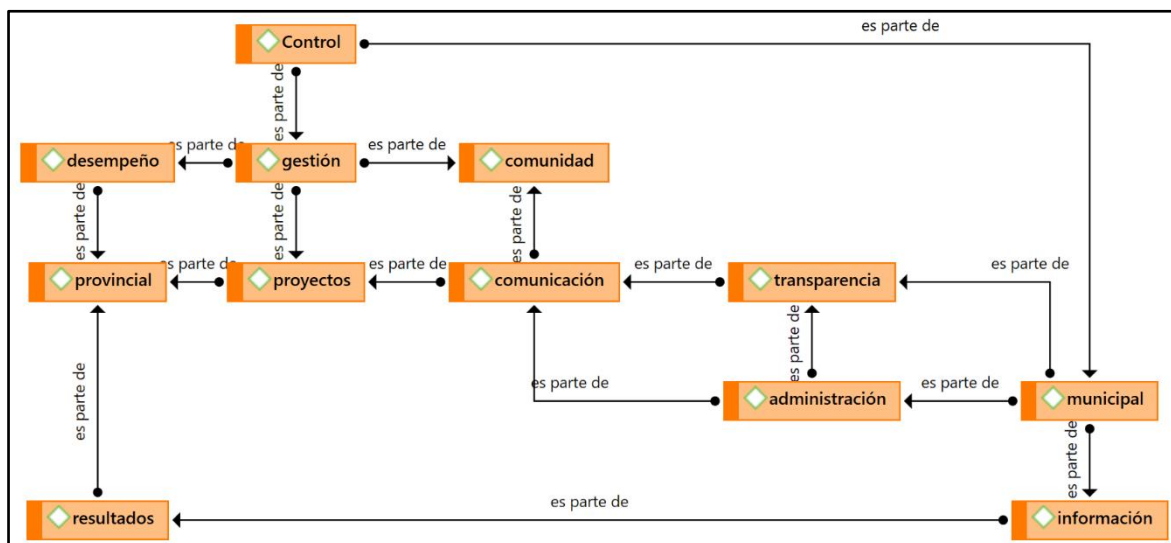 es parte de
Control
es parte de
es parte de
es parte de
desempeño
gestión
comunidad
es parte de
es parte de
es parte de
es parte de
es parte de
es parte de
es parte de
provincial
proyectos
comunicación
transparencia
es parte de
es parte de
es parte de
es parte de
administración
municipal
es parte de
es parte de
resultados
información